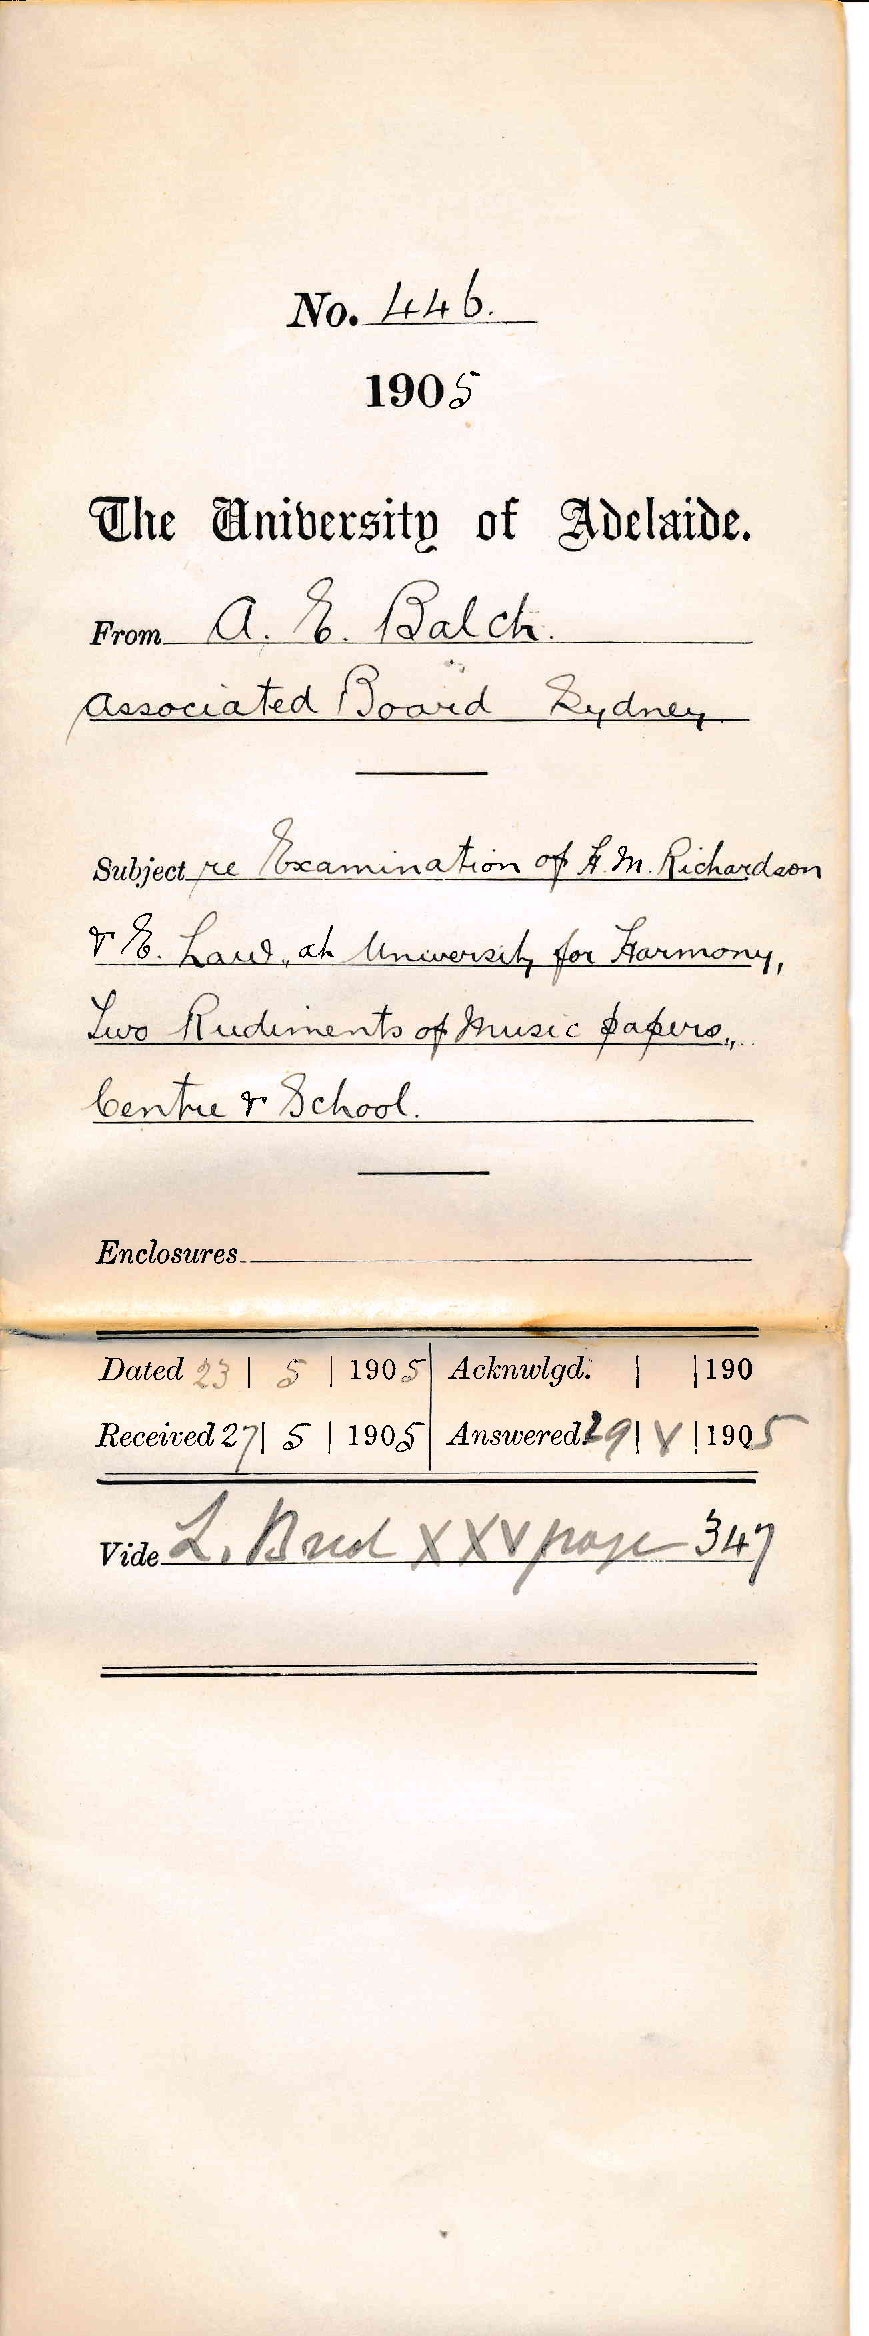 No. 446.
1905
The University of Adelaide.
From A. E. Balch.
Associated Board Sydney
Subject re Examination of H. M. Richardson
& E. Laud, at University for Harmony,
Two Rudiments of Music papers,
Centre & School.
Enclosures
Dated 23 | 5 | 1905 Acknwlgd. | | 190
Received 27 | 5 | 1905 Answered 29 | V | 1905
Vide L. XXV page 347